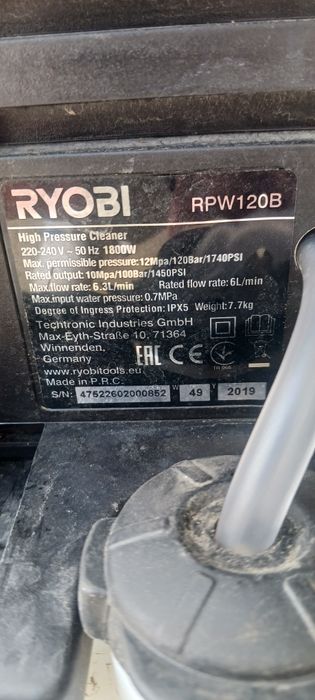 RYOBI RPW120B
High Pressure Cleaner
220-240 V ~ 50 Hz 1800W
Max. permissible pressure:12Mpa/120Bar/1740PSI
Rated output: 10Mpa/100Bar/1450PSI
Max.flow rate: 6.3L/min Rated flow rate: 6L/min
Max.input water pressure: 0.7MPa
Degree of Ingress Protection: IPX5 Weight:7.7kg
Techtronic Industries GmbH
Max-Eyth-Straße 10, 71364
Winnenden,
Germany
EAC CE
www.ryobitools.eu
Made in P.R.C.
S/N: 47522602000852 W 49 Y 2019